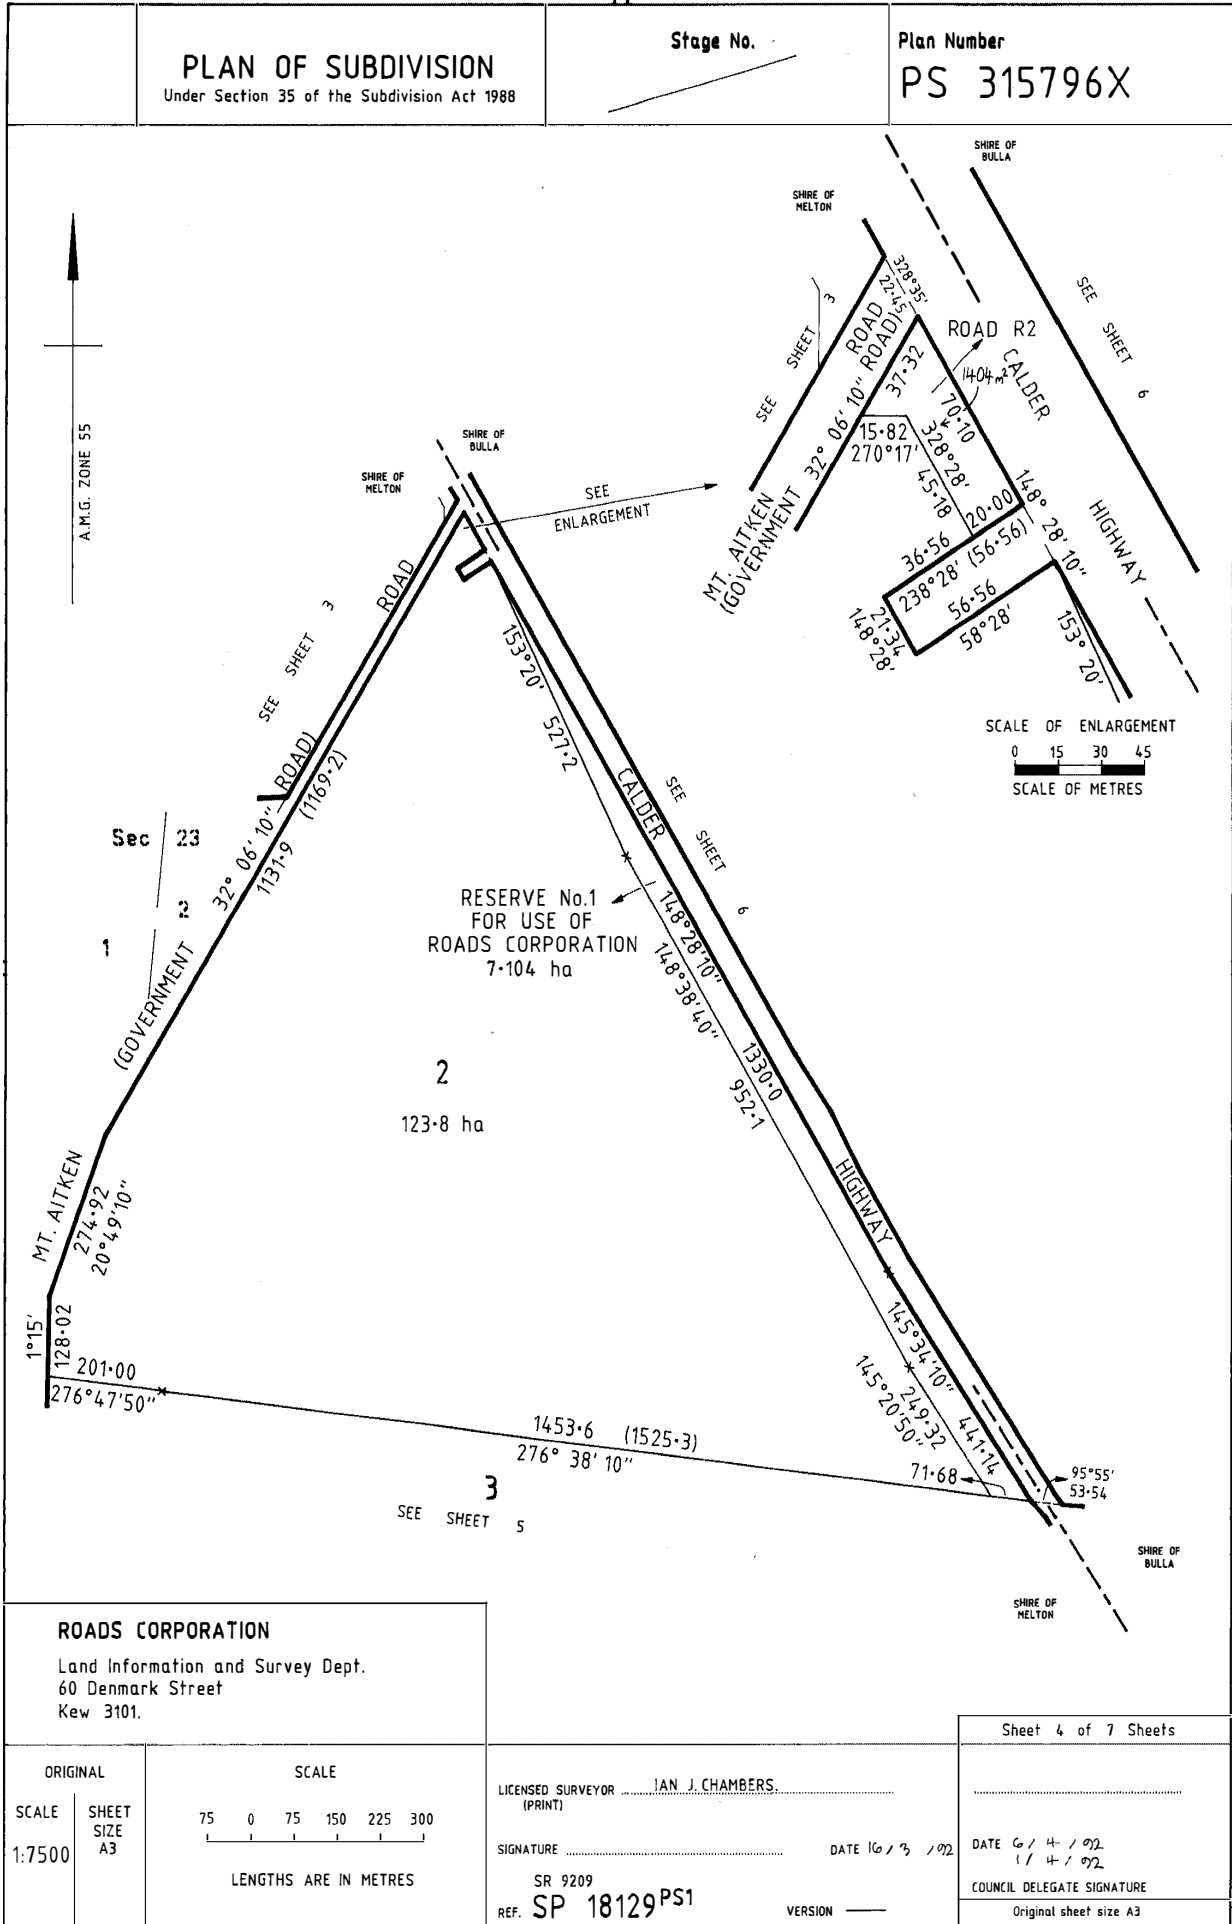 PLAN OF SUBDIVISION
Under Section 35 of the Subdivision Act 1988
Stage No.
Plan Number
PS 315796X
A.M.G. ZONE 55
SHIRE OF
MELTON
SHIRE OF
BULLA
SEE SHEET 3
328°35'
22·45
ROAD
MT. AITKEN
(GOVERNMENT ROAD)
32° 06' 10"
37·32
ROAD R2
1404m²
CALDER
HIGHWAY
SEE SHEET 6
70·10
328°28'
45·18
15·82
270°17'
148° 28' 10"
20·00
36·56
238°28' (56·56)
56·56
58°28'
21·34
148°28'
153° 20'
SCALE OF ENLARGEMENT
0 15 30 45
SCALE OF METRES
SHIRE OF
MELTON
SHIRE OF
BULLA
SEE
ENLARGEMENT
ROAD
SEE SHEET 3
ROAD)
(1169·2)
32° 06' 10"
1131·9
153°20'
527·2
CALDER
SEE SHEET 6
Sec 23
2
1
(GOVERNMENT
RESERVE No.1
FOR USE OF
ROADS CORPORATION
7·104 ha
148°28'10"
148°38'40"
1330·0
952·1
2
123·8 ha
HIGHWAY
MT. AITKEN
274·92
20°49'10"
1°15'
128·02
201·00
276°47'50"
145°34'10"
441·14
249·32
145°20'50"
1453·6 (1525·3)
276° 38' 10"
71·68
95°55'
53·54
3
SEE SHEET 5
SHIRE OF
BULLA
SHIRE OF
MELTON
ROADS CORPORATION
Land Information and Survey Dept.
60 Denmark Street
Kew 3101.
Sheet 4 of 7 Sheets
ORIGINAL
SCALE
1:7500
SHEET
SIZE
A3
SCALE
75 0 75 150 225 300
LENGTHS ARE IN METRES
LICENSED SURVEYOR IAN J. CHAMBERS.
(PRINT)
SIGNATURE DATE 16/3/92
SR 9209
REF. SP 18129PS1 VERSION
DATE 6/4/92
1/4/92
COUNCIL DELEGATE SIGNATURE
Original sheet size A3